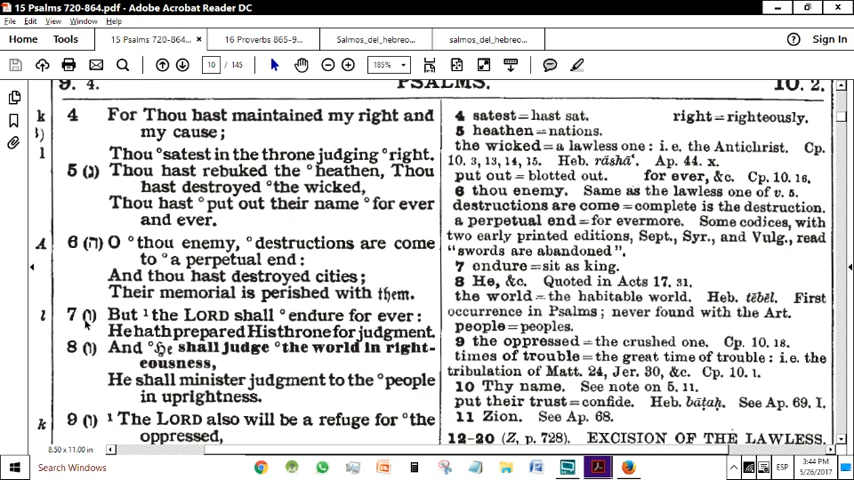 15 Psalms 720-864.pdf - Adobe Acrobat Reader DC
File Edit View Window Help
Home Tools 15 Psalms 720-864... × 16 Proverbs 865-9... Salmos_del_hebreo... salmos_del_hebreo... Sign In
10 / 145 185%
9. 4. PSALMS. 10. 2.
k 4 For Thou hast maintained my right and
my cause;
l Thou °satest in the throne judging °right.
5 (ג) Thou hast rebuked the °heathen, Thou
hast destroyed °the wicked,
Thou hast °put out their name °for ever
and ever.
A 6 (ה) O °thou enemy, °destructions are come
to °a perpetual end:
And thou hast destroyed cities;
Their memorial is perished with them.
l 7 (ו) But ¹the LORD shall °endure for ever:
He hath prepared His throne for judgment.
8 (ו) And °He shall judge °the world in right-
eousness,
He shall minister judgment to the °people
in uprightness.
k 9 (ו) ¹The LORD also will be a refuge for °the
oppressed,
4 satest = hast sat. right = righteously.
5 heathen = nations.
the wicked = a lawless one: i.e. the Antichrist. Cp.
10. 3, 13, 14, 15. Heb. rāshā‘. Ap. 44. x.
put out = blotted out. for ever, &c. Cp. 10. 16.
6 thou enemy. Same as the lawless one of v. 5.
destructions are come = complete is the destruction.
a perpetual end = for evermore. Some codices, with
two early printed editions, Sept., Syr., and Vulg., read
"swords are abandoned".
7 endure = sit as king.
8 He, &c. Quoted in Acts 17. 31.
the world = the habitable world. Heb. tēbēl. First
occurrence in Psalms; never found with the Art.
people = peoples.
9 the oppressed = the crushed one. Cp. 10. 18.
times of trouble = the great time of trouble: i.e. the
tribulation of Matt. 24, Jer. 30, &c. Cp. 10. 1.
10 Thy name. See note on 5. 11.
put their trust = confide. Heb. bāṭaḥ. See Ap. 69. I.
11 Zion. See Ap. 68.
12-20 (Z, p. 728). EXCISION OF THE LAWLESS.
8.50 x 11.00 in
Search Windows
ESP
3:44 PM
5/26/2017